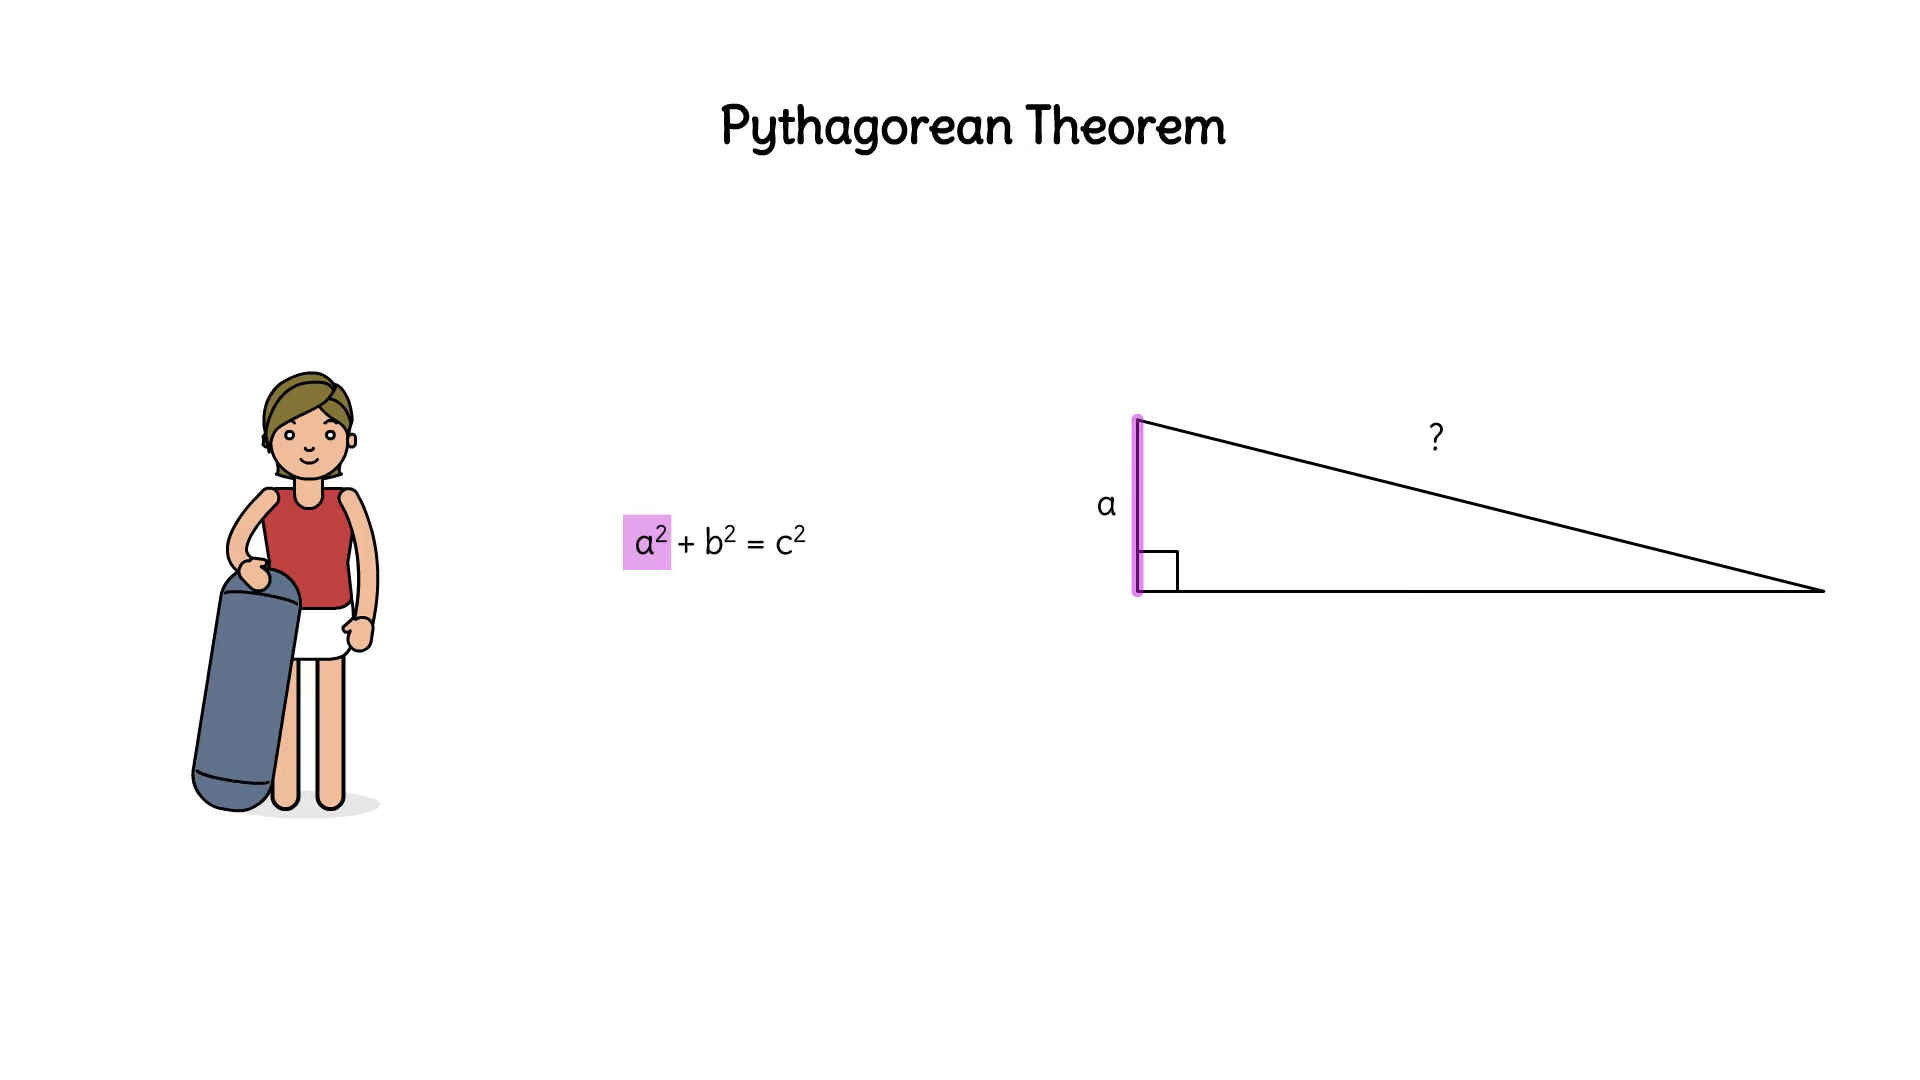 Pythagorean Theorem
?
a
a² + b² = c²